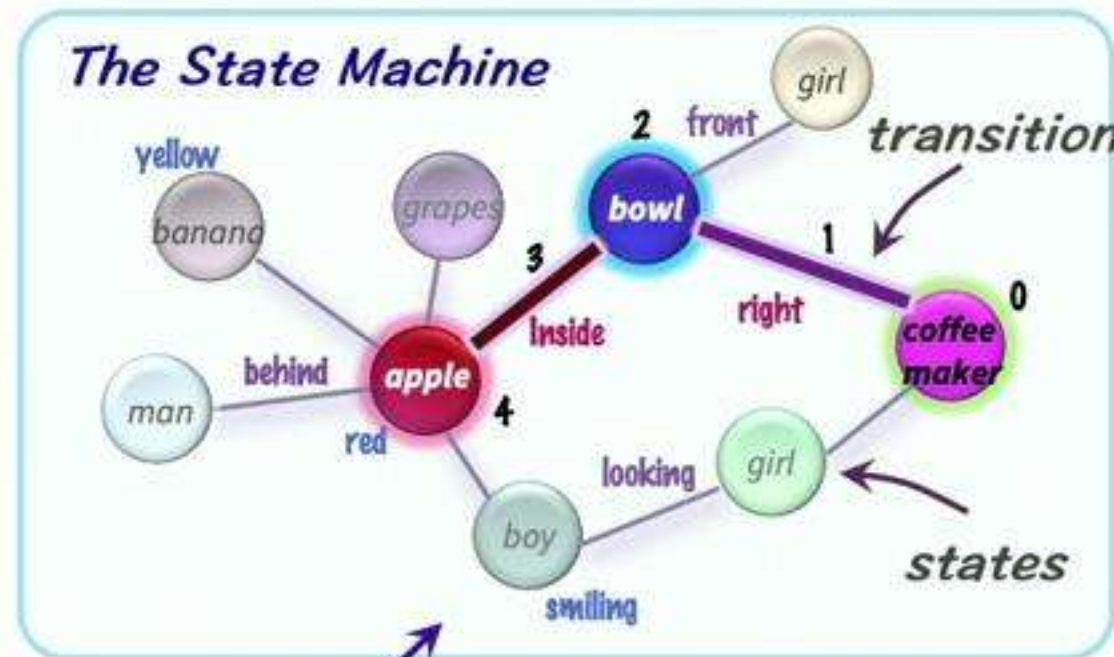 The State Machine
girl
2
front
transition
yellow
grapes
bowl
banana
3
1
0
Inside
right
coffee
maker
behind
apple
man
4
red
looking
girl
boy
states
smiling